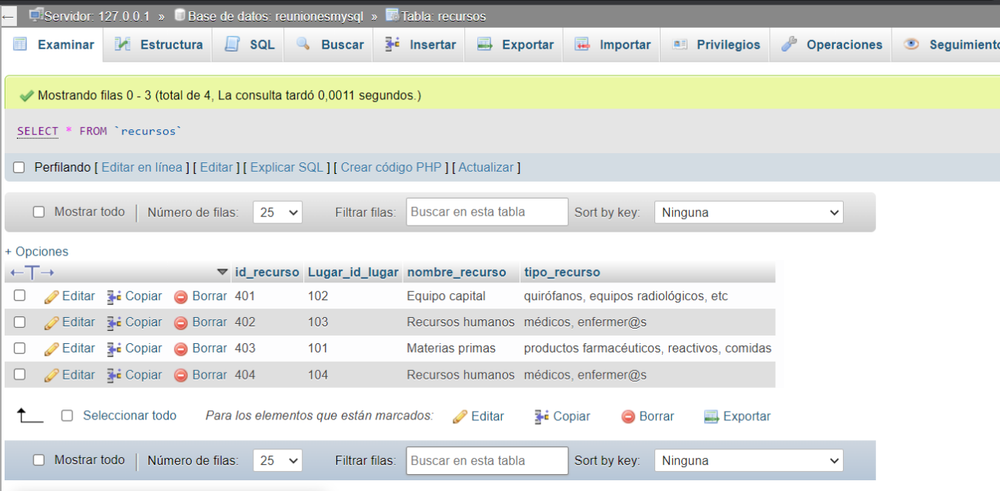 ← Servidor: 127.0.0.1 » Base de datos: reunionesmysql » Tabla: recursos
Examinar Estructura SQL Buscar Insertar Exportar Importar Privilegios Operaciones Seguimiento
Mostrando filas 0 - 3 (total de 4, La consulta tardó 0,0011 segundos.)
SELECT * FROM `recursos`
Perfilando [ Editar en línea ] [ Editar ] [ Explicar SQL ] [ Crear código PHP ] [ Actualizar ]
Mostrar todo | Número de filas: 25 Filtrar filas: Buscar en esta tabla Sort by key: Ninguna
+ Opciones
←T→ id_recurso Lugar_id_lugar nombre_recurso tipo_recurso
Editar Copiar Borrar 401 102 Equipo capital quirófanos, equipos radiológicos, etc
Editar Copiar Borrar 402 103 Recursos humanos médicos, enfermer@s
Editar Copiar Borrar 403 101 Materias primas productos farmacéuticos, reactivos, comidas
Editar Copiar Borrar 404 104 Recursos humanos médicos, enfermer@s
Seleccionar todo Para los elementos que están marcados: Editar Copiar Borrar Exportar
Mostrar todo | Número de filas: 25 Filtrar filas: Buscar en esta tabla Sort by key: Ninguna